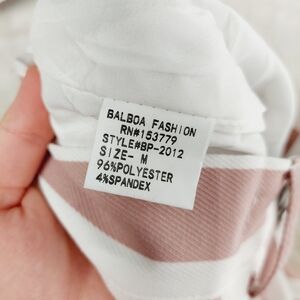 BALBOA FASHION
RN#153779
STYLE#BP-2012
SIZE- M
96%POLYESTER
4%SPANDEX